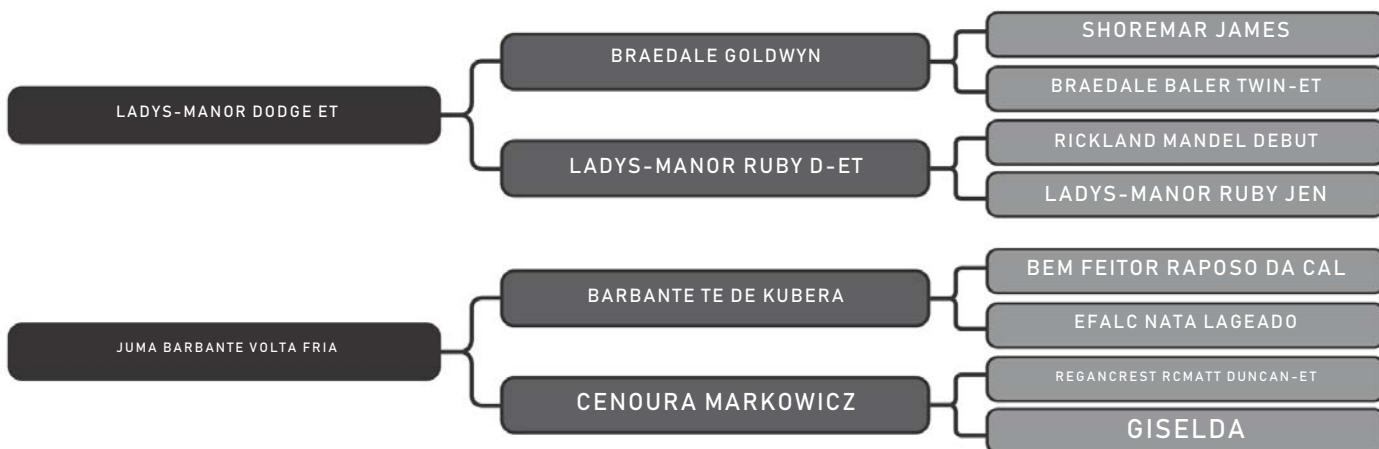 SHOREMAR JAMES
BRAEDALE GOLDWYN
BRAEDALE BALER TWIN-ET
LADYS-MANOR DODGE ET
RICKLAND MANDEL DEBUT
LADYS-MANOR RUBY D-ET
LADYS-MANOR RUBY JEN
BEM FEITOR RAPOSO DA CAL
BARBANTE TE DE KUBERA
EFALC NATA LAGEADO
JUMA BARBANTE VOLTA FRIA
REGANCREST RCMATT DUNCAN-ET
CENOURA MARKOWICZ
GISELDA